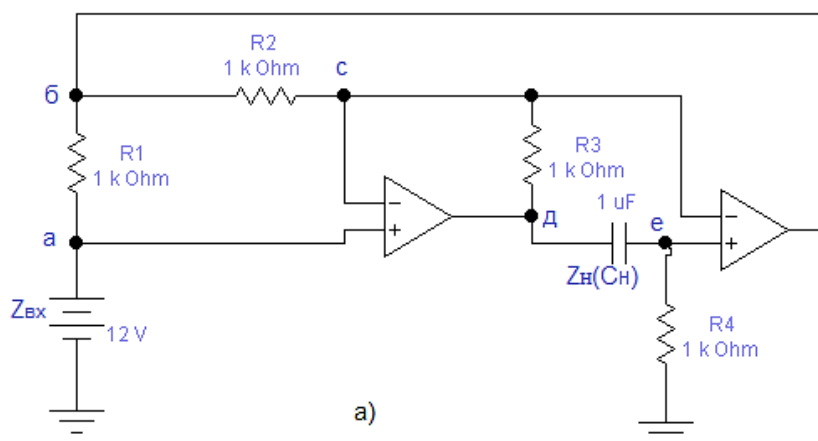 R2
1 k Ohm
с
б
R1
1 k Ohm
R3
1 k Ohm
−
+
1 uF
д
е
−
+
а
Zн(Cн)
Zвх
12 V
R4
1 k Ohm
а)